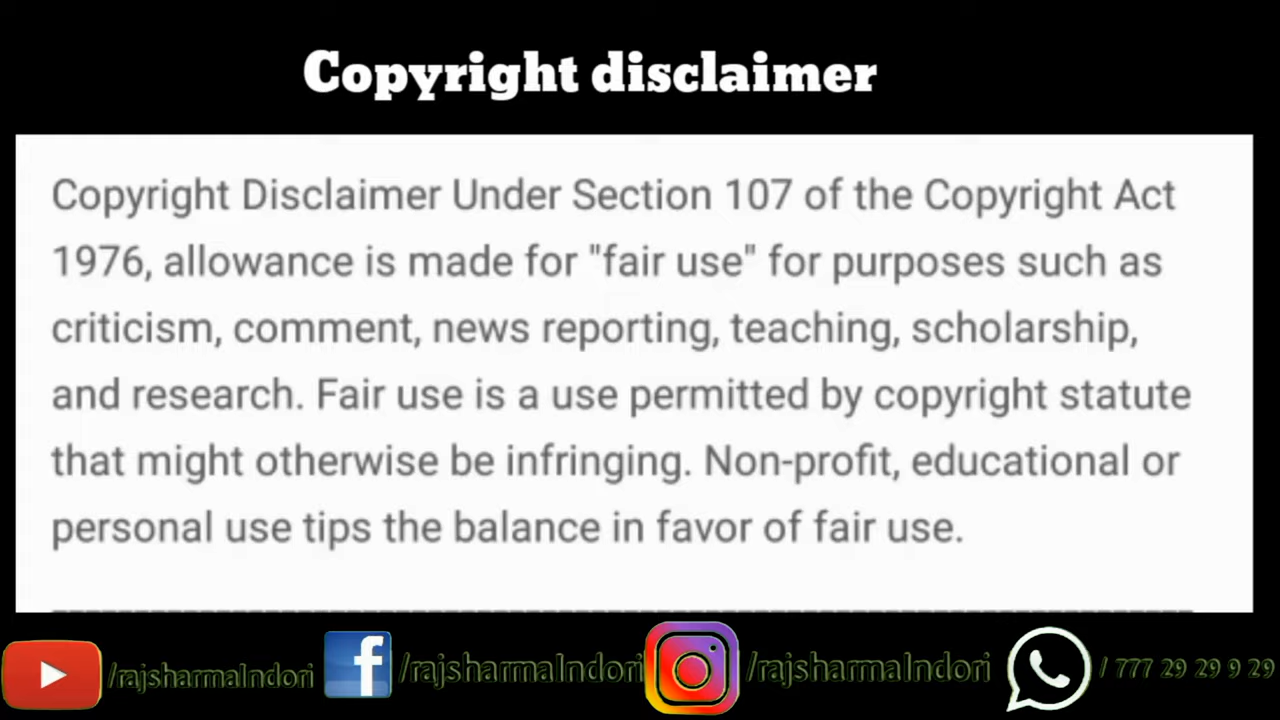 Copyright disclaimer
Copyright Disclaimer Under Section 107 of the Copyright Act
1976, allowance is made for "fair use" for purposes such as
criticism, comment, news reporting, teaching, scholarship,
and research. Fair use is a use permitted by copyright statute
that might otherwise be infringing. Non-profit, educational or
personal use tips the balance in favor of fair use.
/rajsharmaIndori /rajsharmaIndori /rajsharmaIndori / 777 29 29 9 29